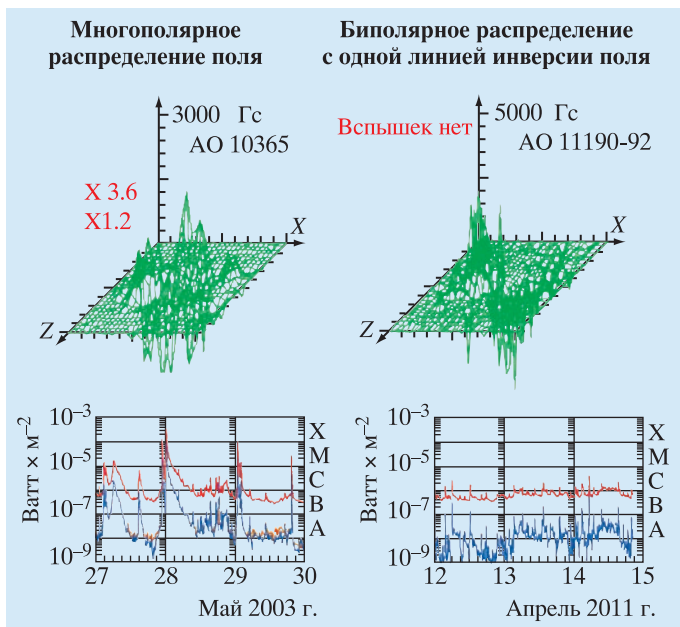 Многополярное
распределение поля
Биполярное распределение
с одной линией инверсии поля
3000 Гс
АО 10365
X 3.6
X1.2
X
Z
5000 Гс
Вспышек нет
АО 11190-92
X
Z
Ватт × м–2
10–3
10–5
10–7
10–9
X
M
C
B
A
27 28 29 30
Май 2003 г.
Ватт × м–2
10–3
10–5
10–7
10–9
X
M
C
B
A
12 13 14 15
Апрель 2011 г.